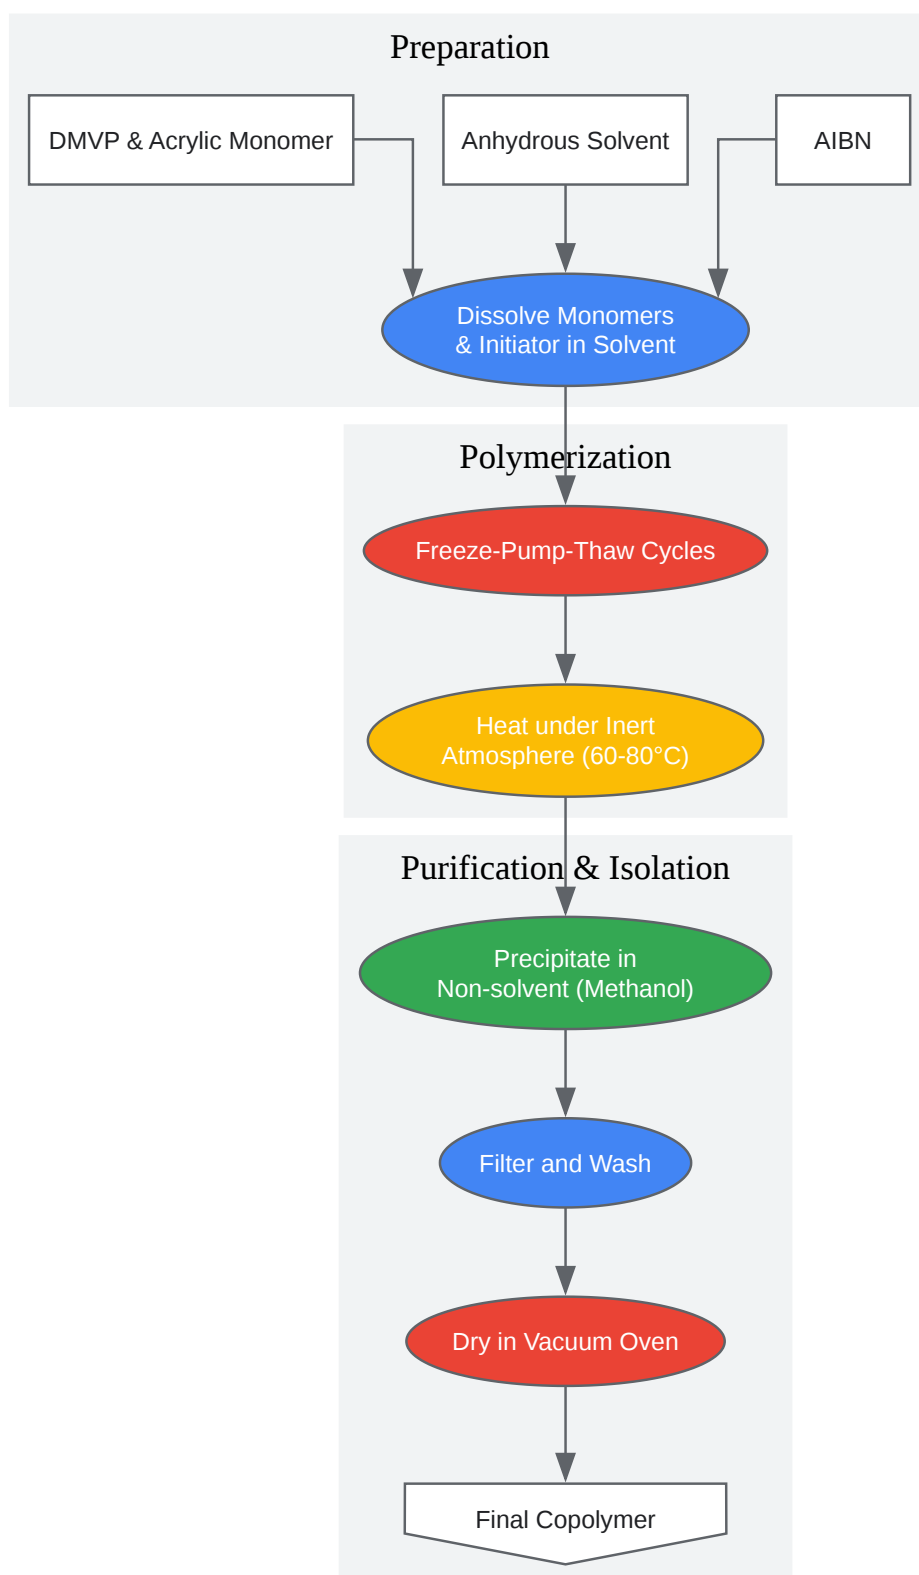 Preparation
DMVP & Acrylic Monomer
Anhydrous Solvent
AIBN
Dissolve Monomers
& Initiator in Solvent
Polymerization
Freeze-Pump-Thaw Cycles
Heat under Inert
Atmosphere (60-80°C)
Purification & Isolation
Precipitate in
Non-solvent (Methanol)
Filter and Wash
Dry in Vacuum Oven
Final Copolymer